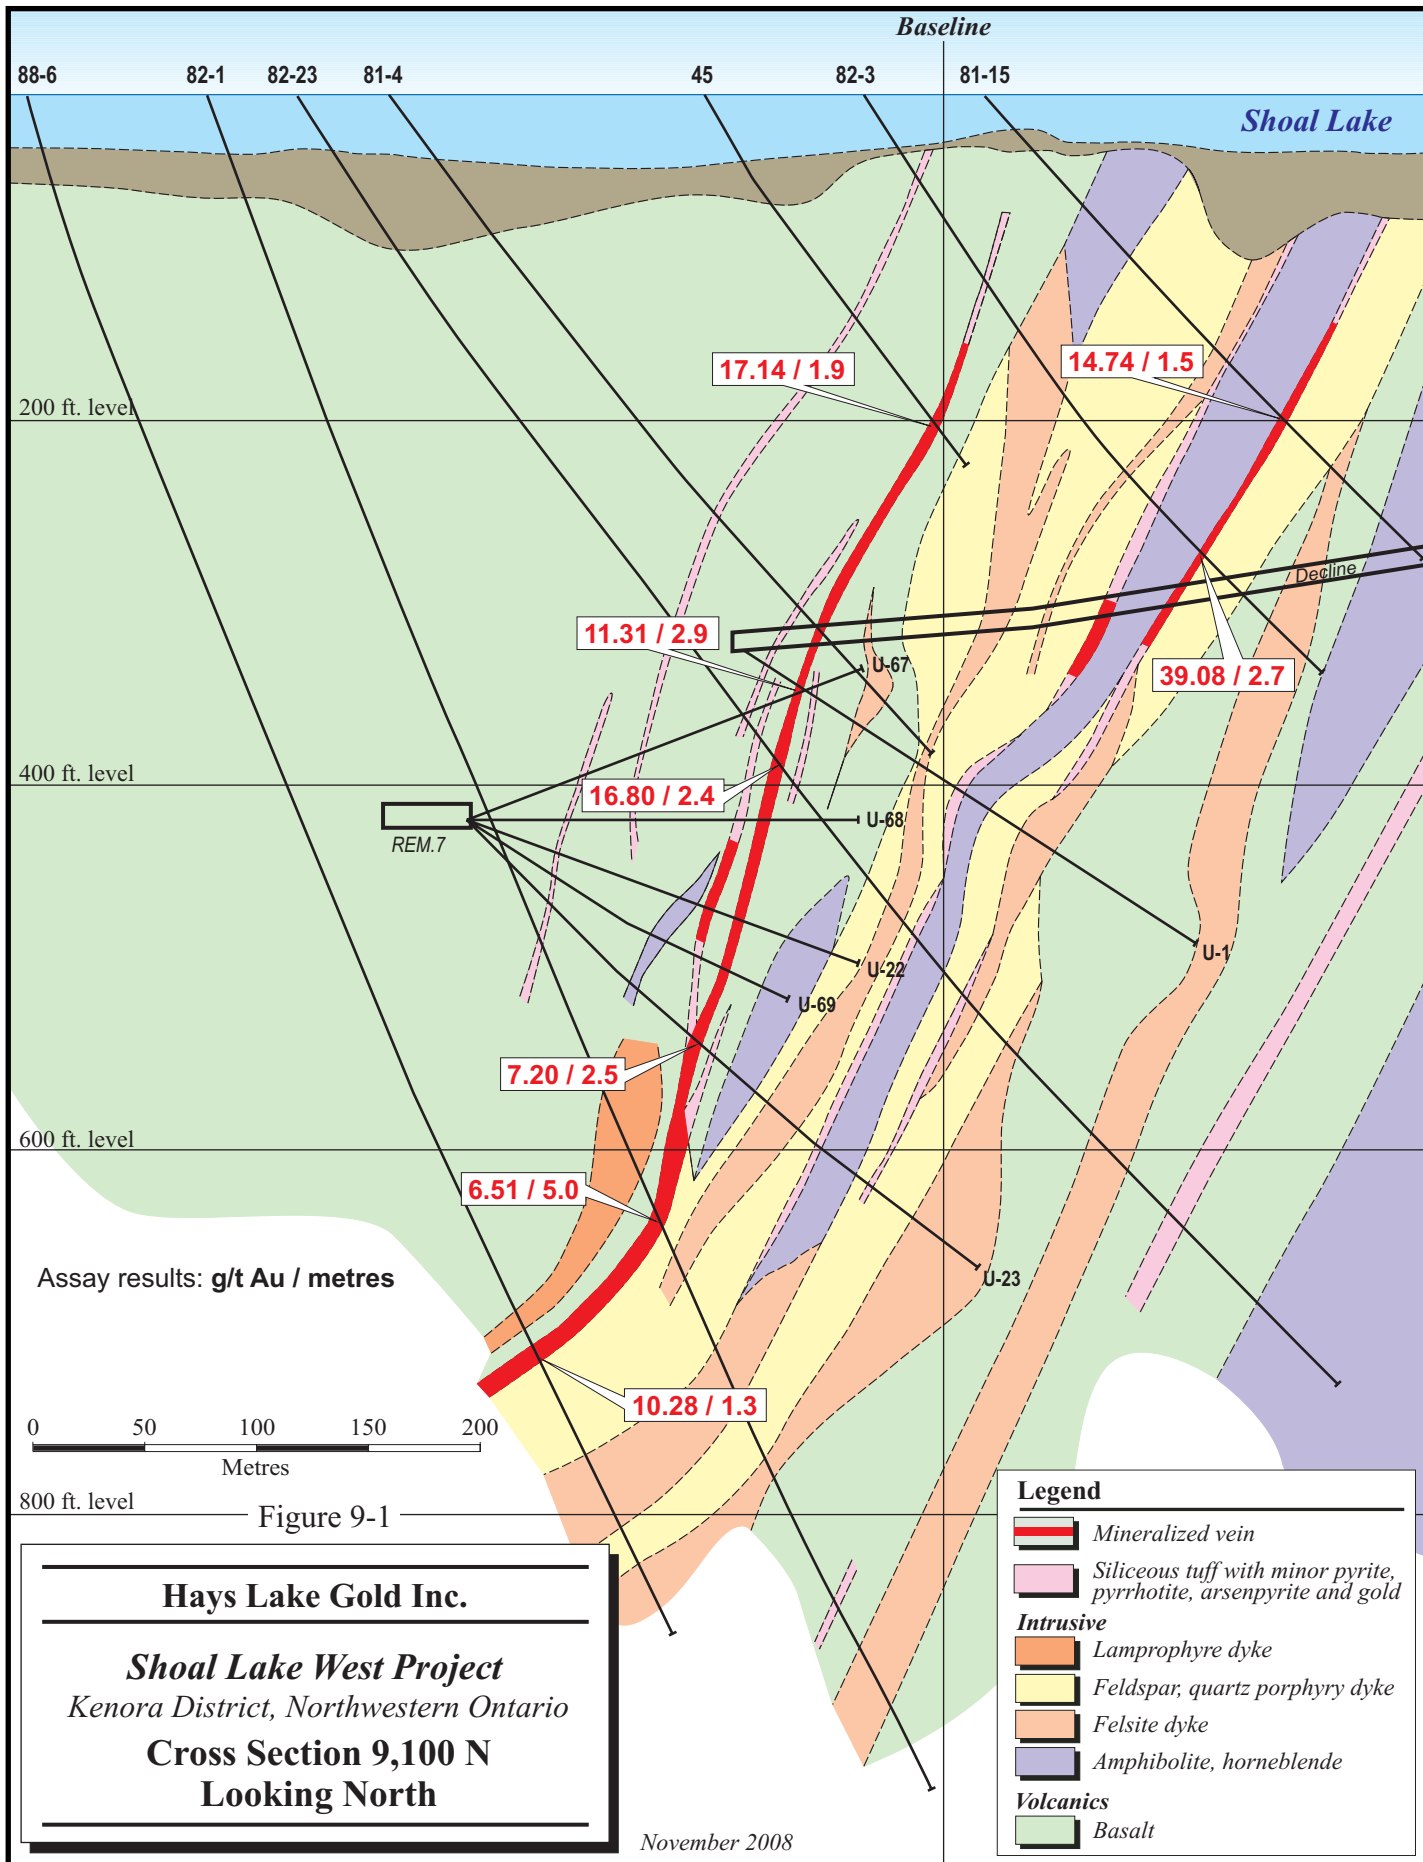 Baseline
88-6
82-1
82-23
81-4
45
82-3
81-15
Shoal Lake
17.14 / 1.9
14.74 / 1.5
200 ft. level
Decline
11.31 / 2.9
U-67
39.08 / 2.7
400 ft. level
16.80 / 2.4
U-68
REM.7
U-1
U-22
U-69
7.20 / 2.5
600 ft. level
6.51 / 5.0
Assay results: g/t Au / metres
U-23
10.28 / 1.3
0 50 100 150 200
Metres
800 ft. level
Figure 9-1
Hays Lake Gold Inc.
Shoal Lake West Project
Kenora District, Northwestern Ontario
Cross Section 9,100 N
Looking North
November 2008
Legend
Mineralized vein
Siliceous tuff with minor pyrite,
pyrrhotite, arsenpyrite and gold
Intrusive
Lamprophyre dyke
Feldspar, quartz porphyry dyke
Felsite dyke
Amphibolite, horneblende
Volcanics
Basalt